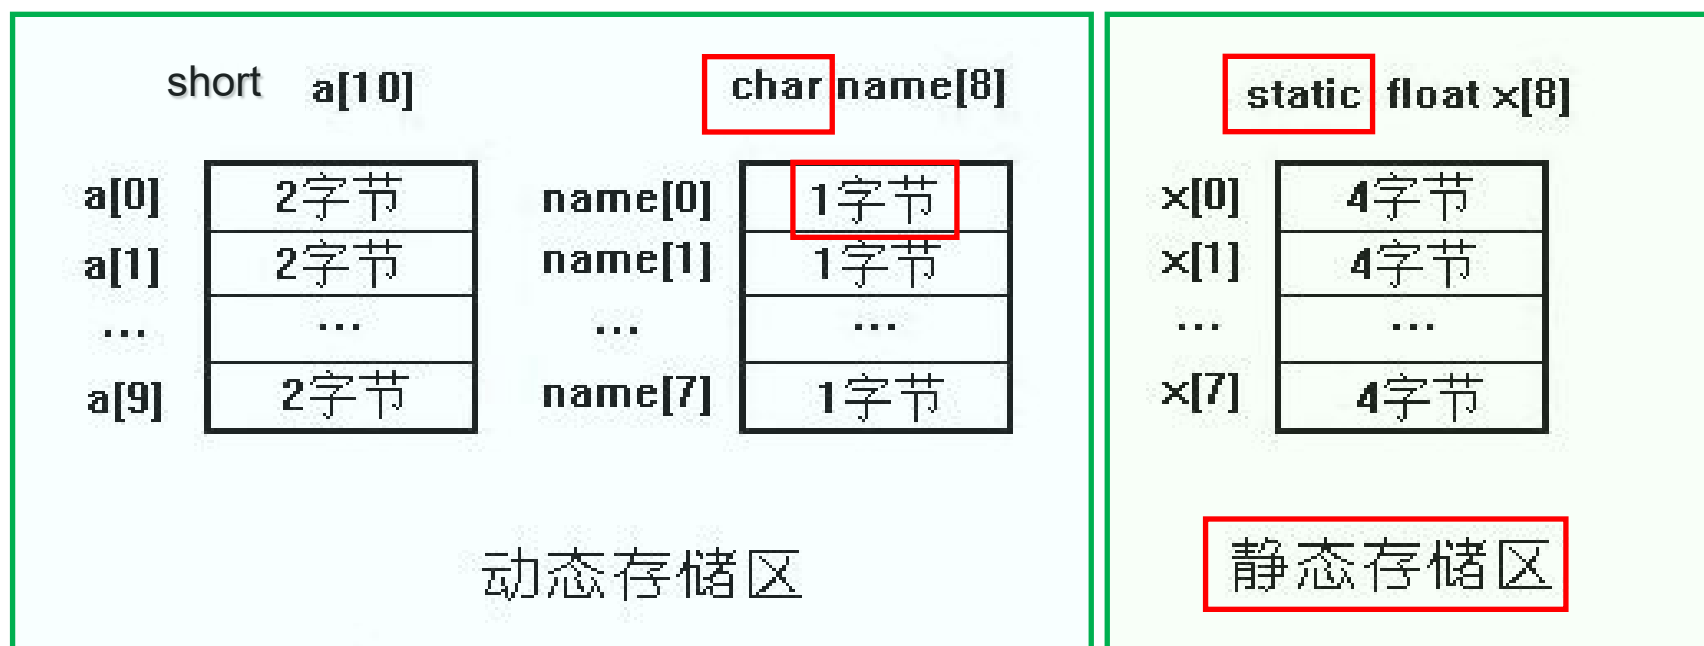 short a[10]
a[0] 2字节
a[1] 2字节
… …
a[9] 2字节
char name[8]
name[0] 1字节
name[1] 1字节
… …
name[7] 1字节
动态存储区
static float x[8]
x[0] 4字节
x[1] 4字节
… …
x[7] 4字节
静态存储区